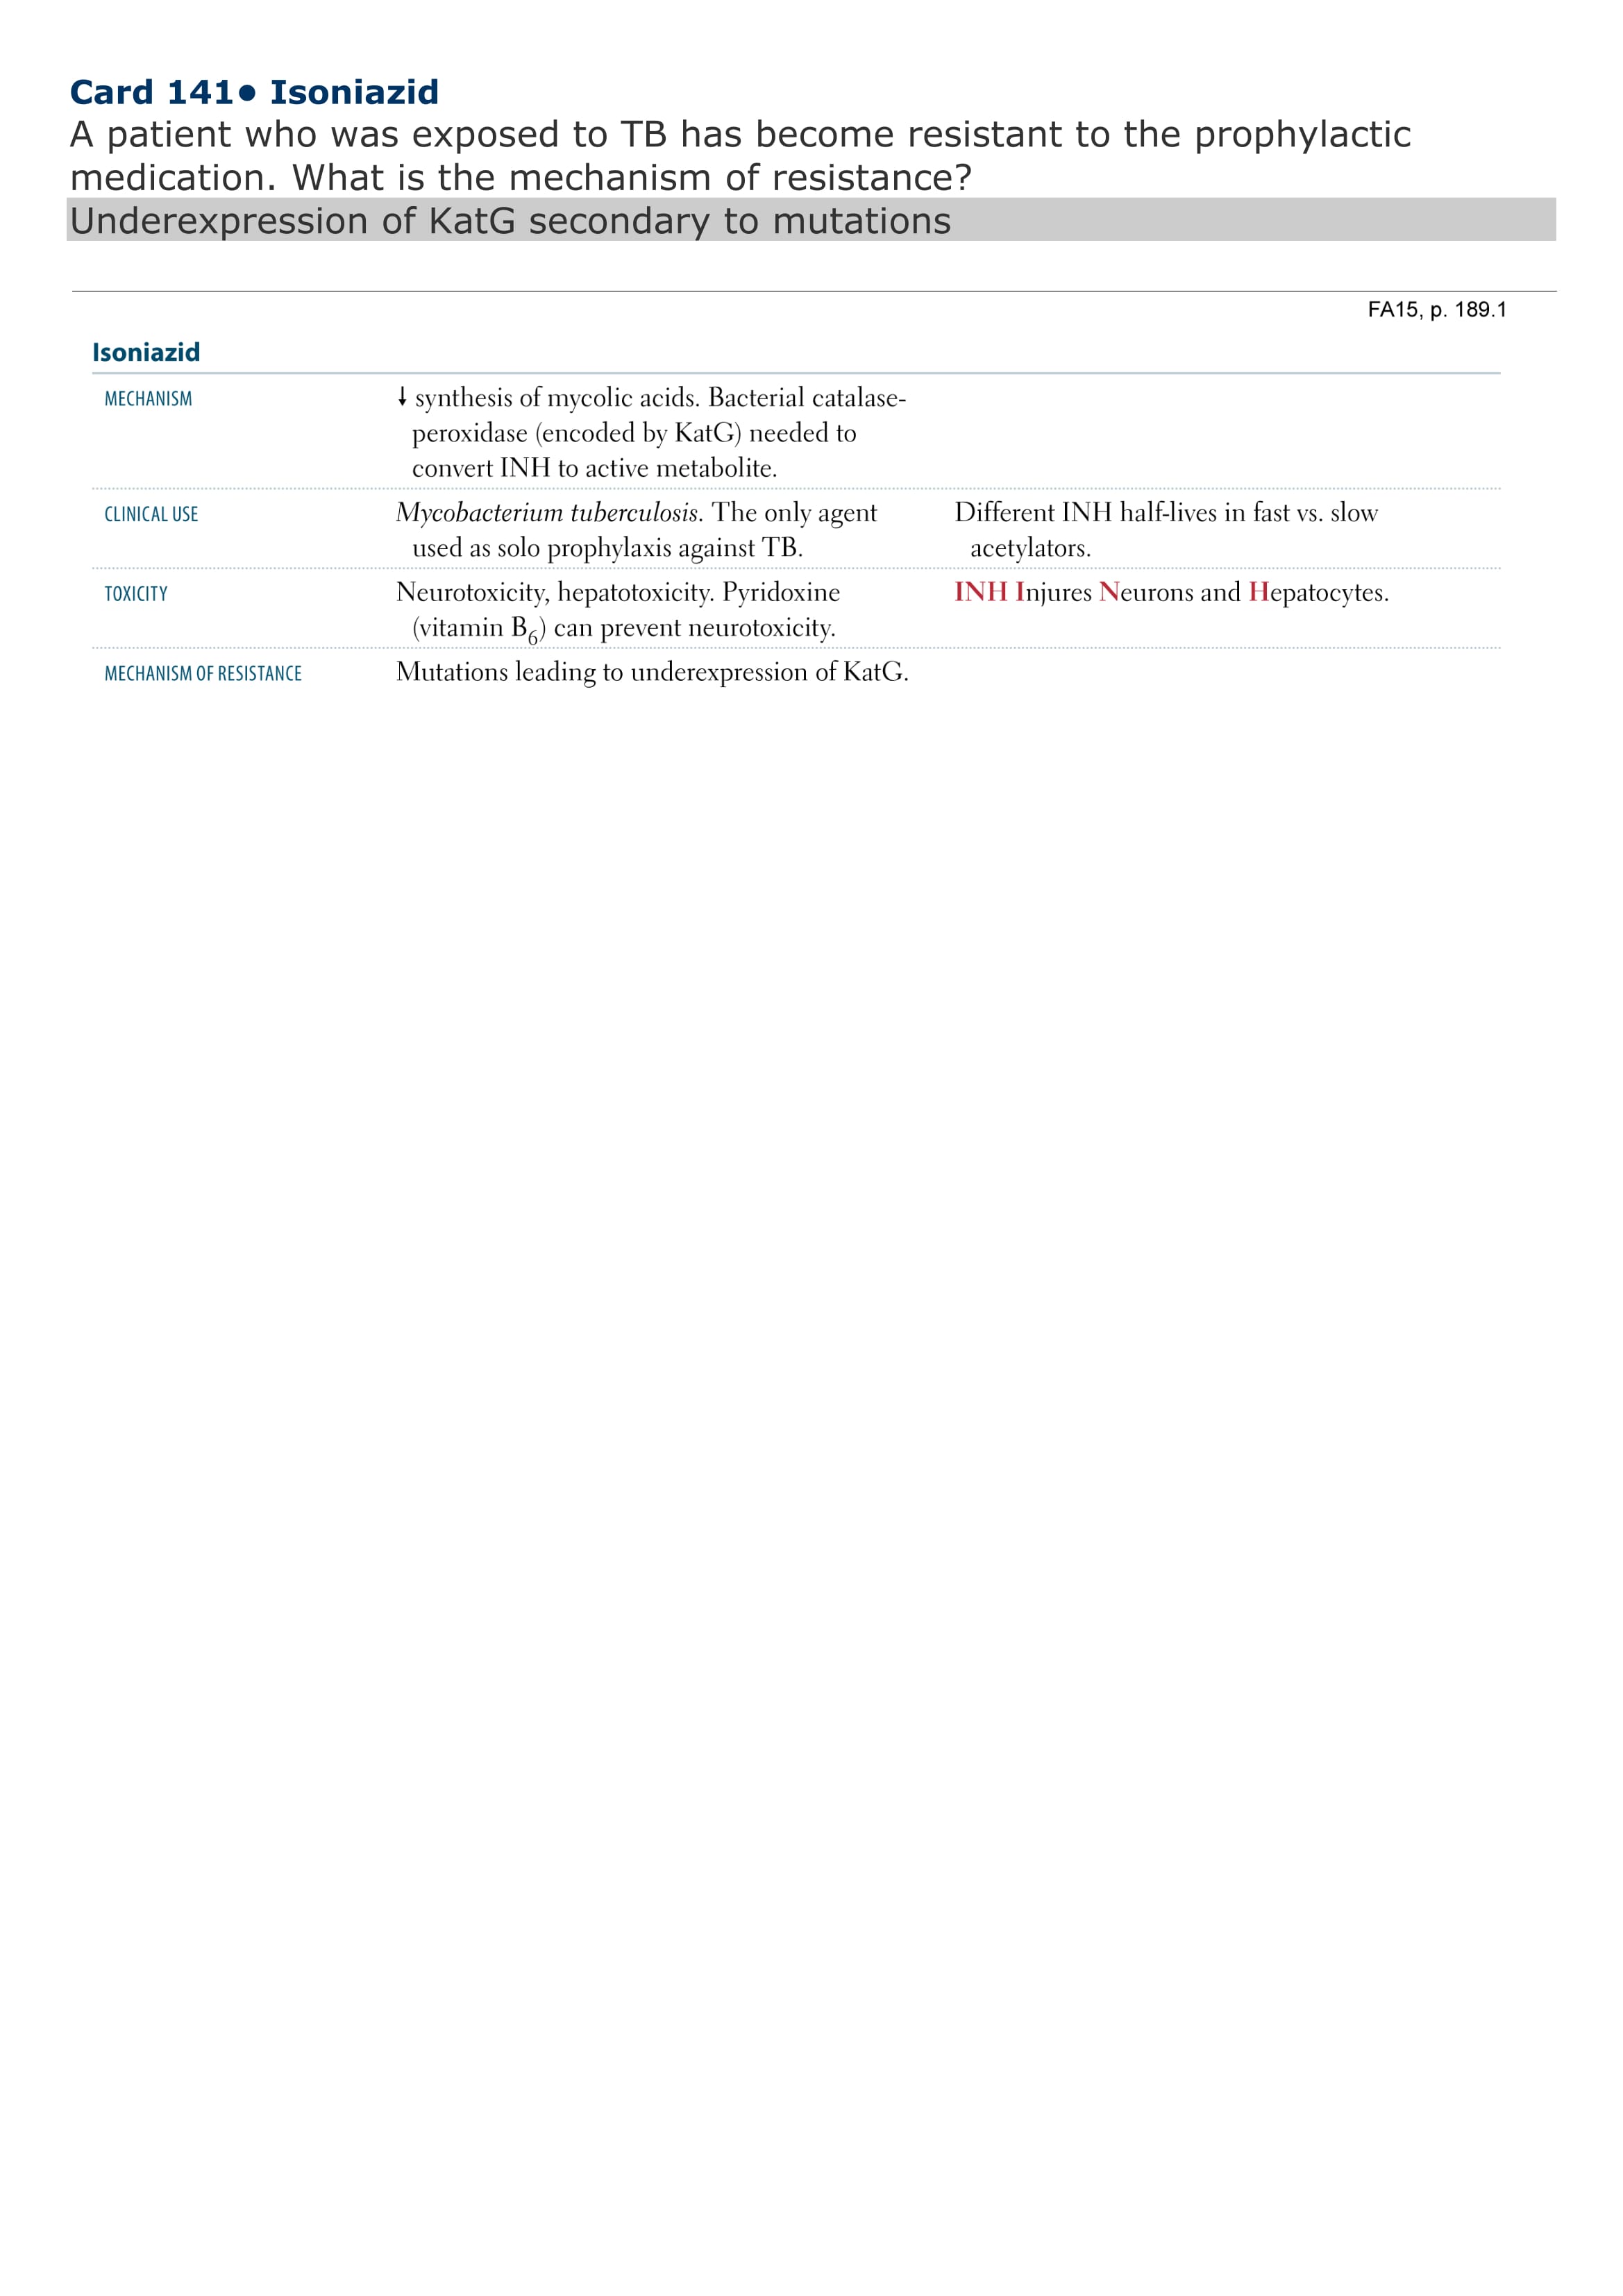 Card 141• Isoniazid
A patient who was exposed to TB has become resistant to the prophylactic
medication. What is the mechanism of resistance?
Underexpression of KatG secondary to mutations
FA15, p. 189.1
Isoniazid
MECHANISM
↓ synthesis of mycolic acids. Bacterial catalase-
peroxidase (encoded by KatG) needed to
convert INH to active metabolite.
CLINICAL USE
Mycobacterium tuberculosis. The only agent
used as solo prophylaxis against TB.
Different INH half-lives in fast vs. slow
acetylators.
TOXICITY
Neurotoxicity, hepatotoxicity. Pyridoxine
(vitamin B6) can prevent neurotoxicity.
INH Injures Neurons and Hepatocytes.
MECHANISM OF RESISTANCE
Mutations leading to underexpression of KatG.